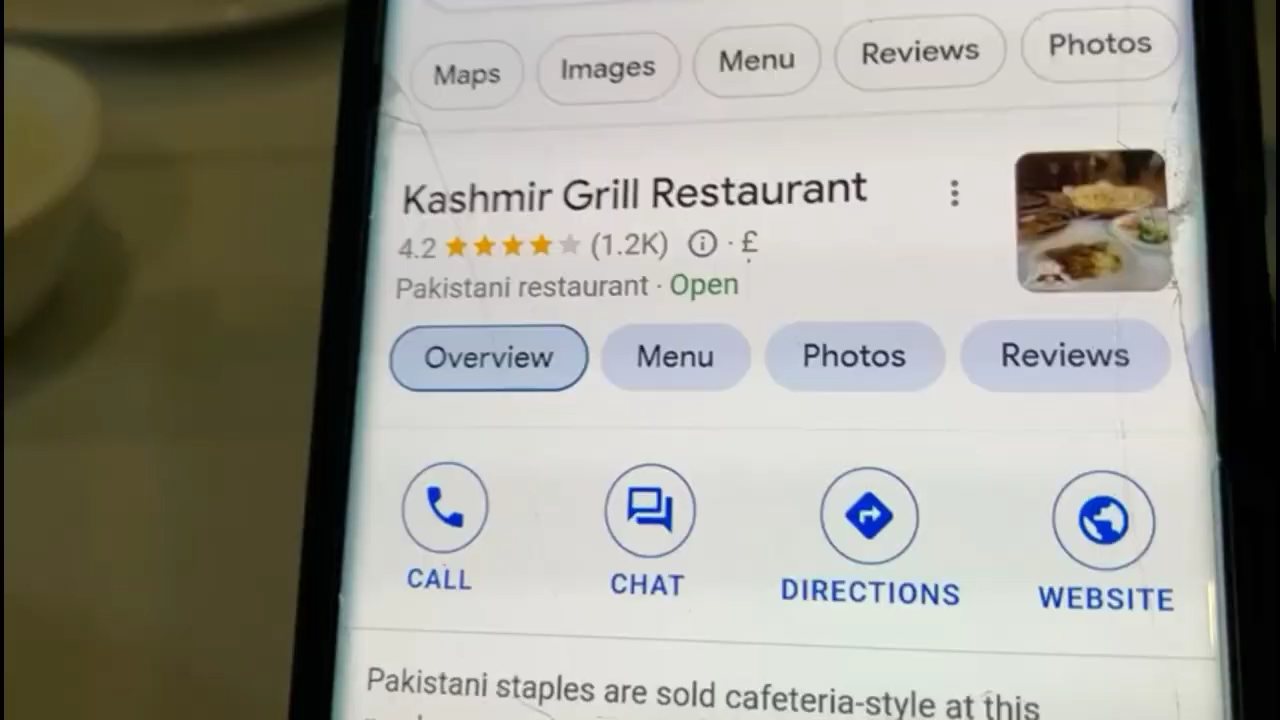 Maps Images Menu Reviews Photos
Kashmir Grill Restaurant
4.2 (1.2K) · £
Pakistani restaurant · Open
Overview Menu Photos Reviews
CALL CHAT DIRECTIONS WEBSITE
Pakistani staples are sold cafeteria-style at this